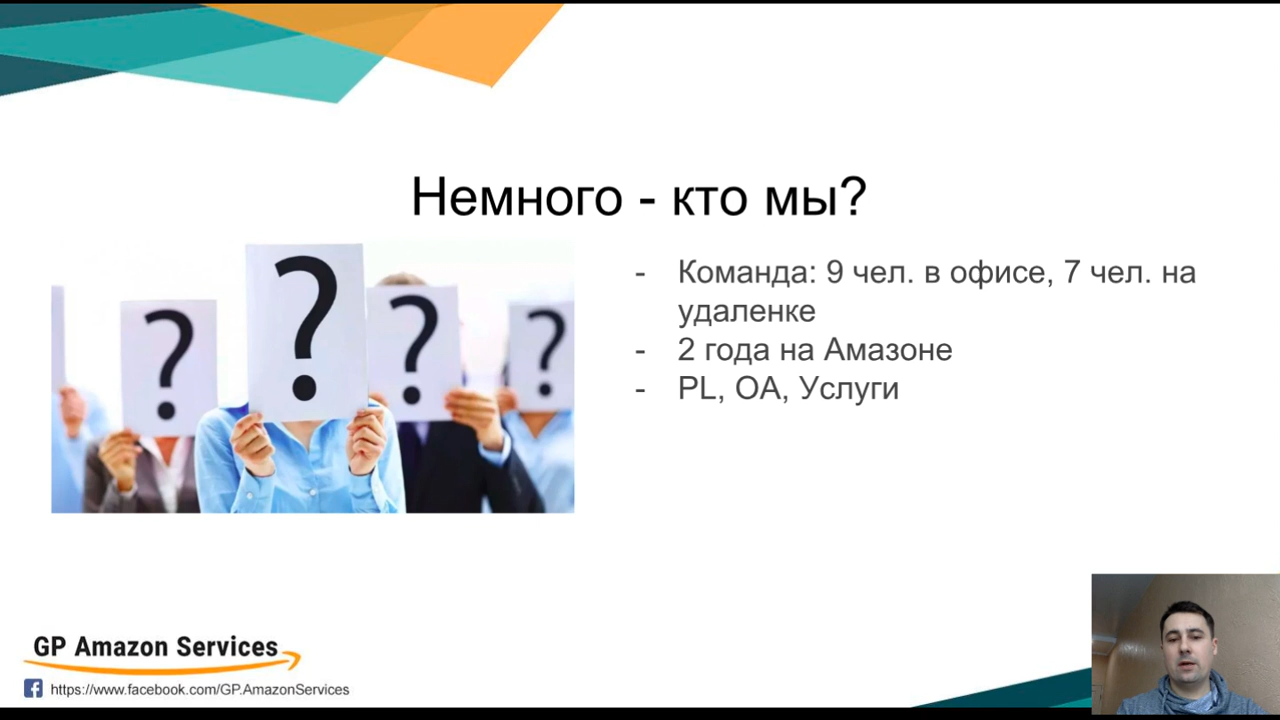 Немного - кто мы?
? ? ? ?
- Команда: 9 чел. в офисе, 7 чел. на
удаленке
- 2 года на Амазоне
- PL, OA, Услуги
GP Amazon Services
https://www.facebook.com/GP.AmazonServices